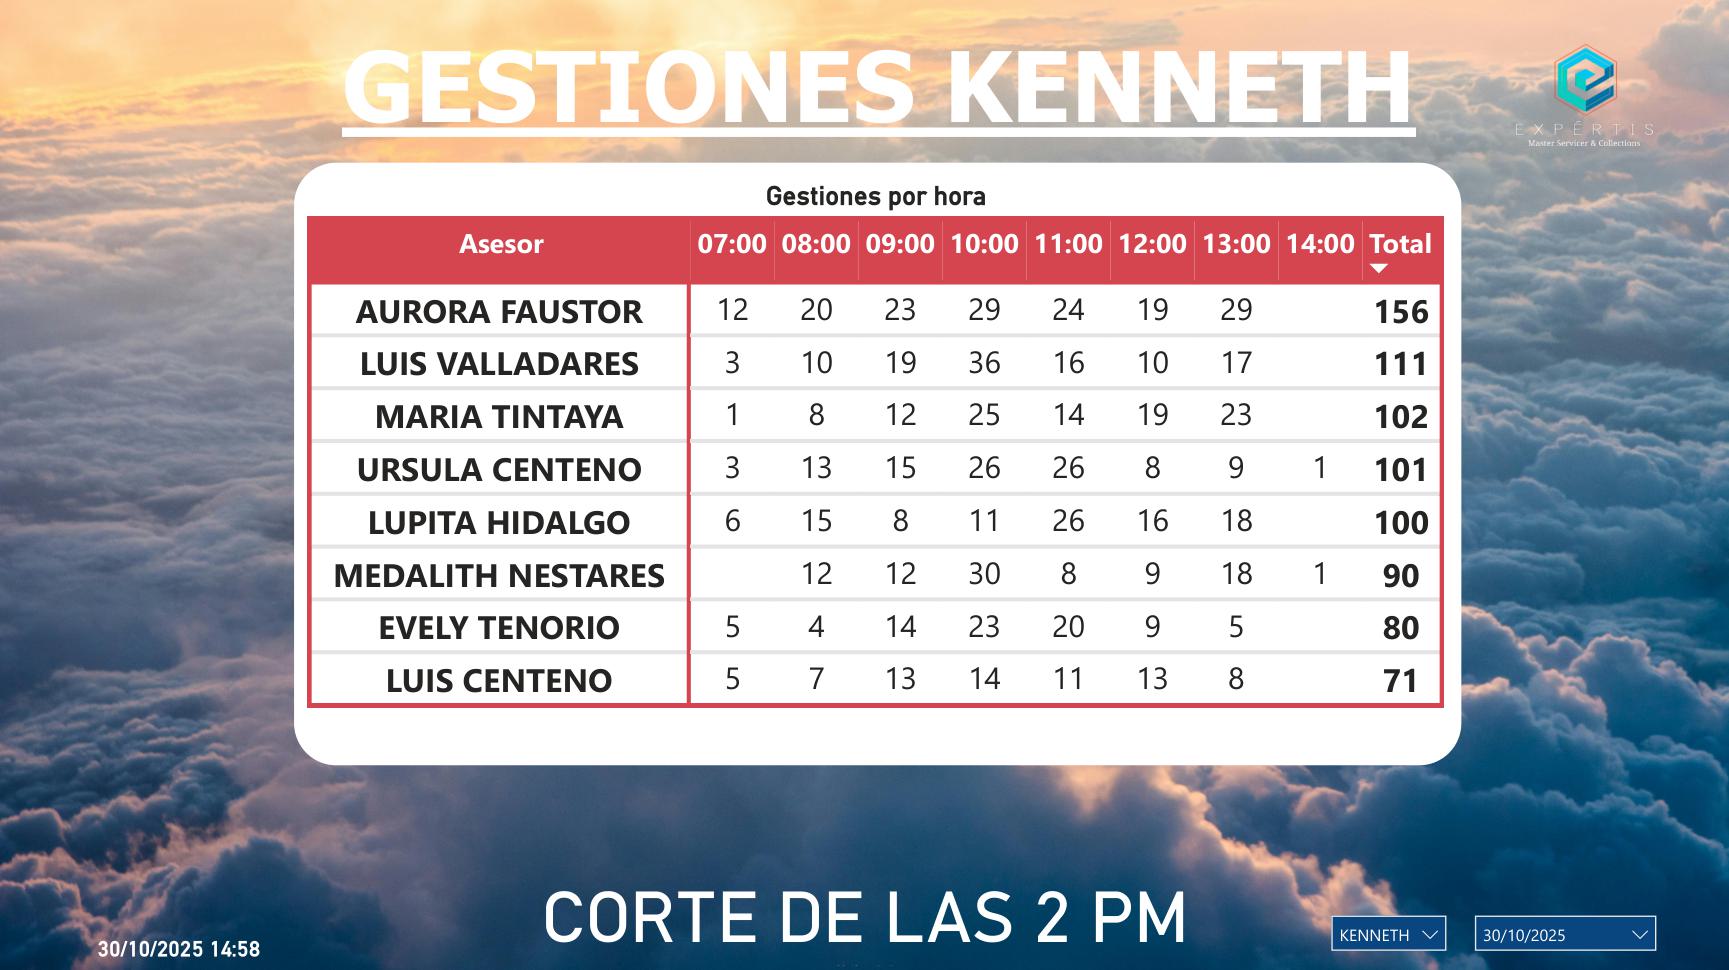 GESTIONES KENNETH
EXPÉRTIS
Master Servicer & Collections
Gestiones por hora
Asesor 07:00 08:00 09:00 10:00 11:00 12:00 13:00 14:00 Total
AURORA FAUSTOR 12 20 23 29 24 19 29 156
LUIS VALLADARES 3 10 19 36 16 10 17 111
MARIA TINTAYA 1 8 12 25 14 19 23 102
URSULA CENTENO 3 13 15 26 26 8 9 1 101
LUPITA HIDALGO 6 15 8 11 26 16 18 100
MEDALITH NESTARES 12 12 30 8 9 18 1 90
EVELY TENORIO 5 4 14 23 20 9 5 80
LUIS CENTENO 5 7 13 14 11 13 8 71
CORTE DE LAS 2 PM
30/10/2025 14:58
KENNETH
30/10/2025